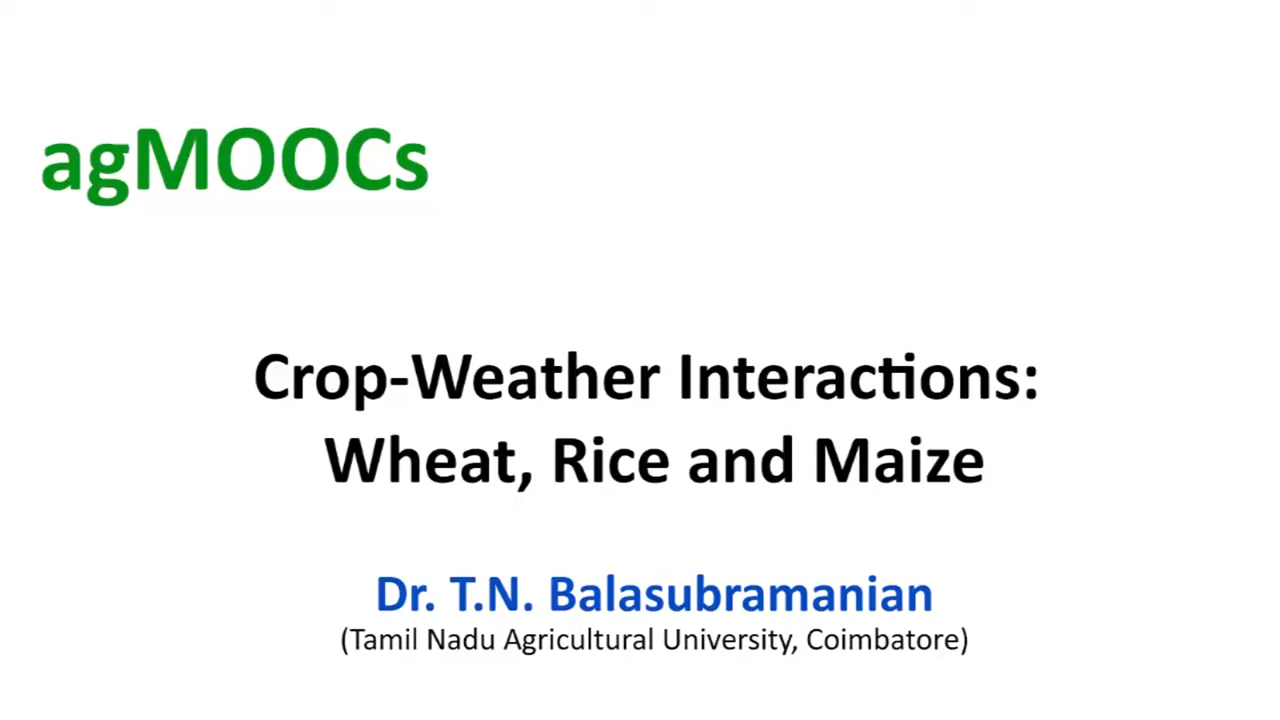 agMOOCs
Crop-Weather Interactions:
Wheat, Rice and Maize
Dr. T.N. Balasubramanian
(Tamil Nadu Agricultural University, Coimbatore)